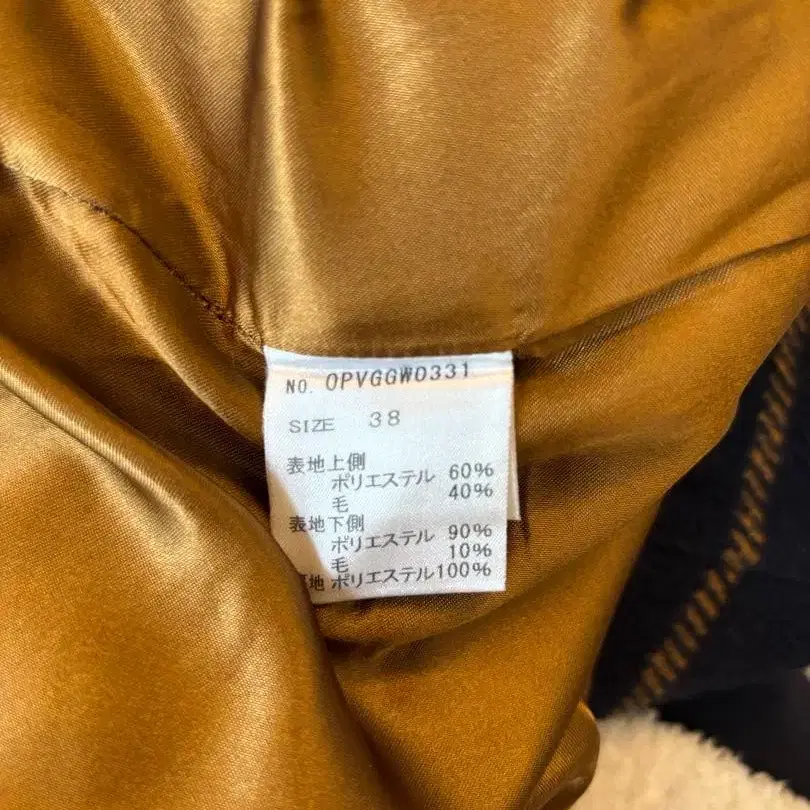 NO. OPVGGW0331
SIZE 38
表地上側
ポリエステル 60%
毛 40%
表地下側
ポリエステル 90%
毛 10%
地 ポリエステル100%